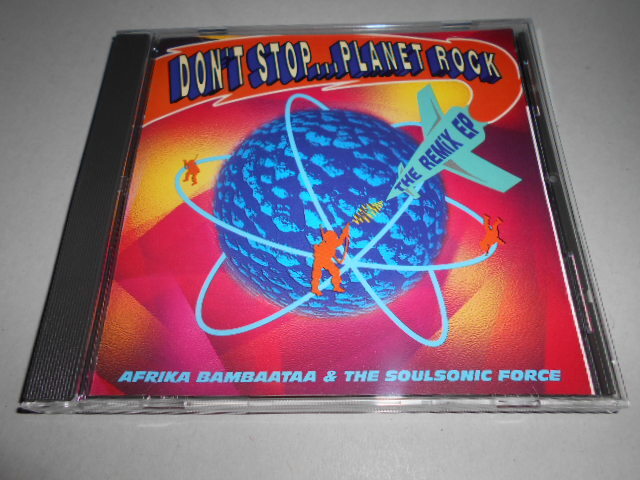 DON'T STOP...PLANET ROCK
THE REMIX EP
AFRIKA BAMBAATAA & THE SOULSONIC FORCE